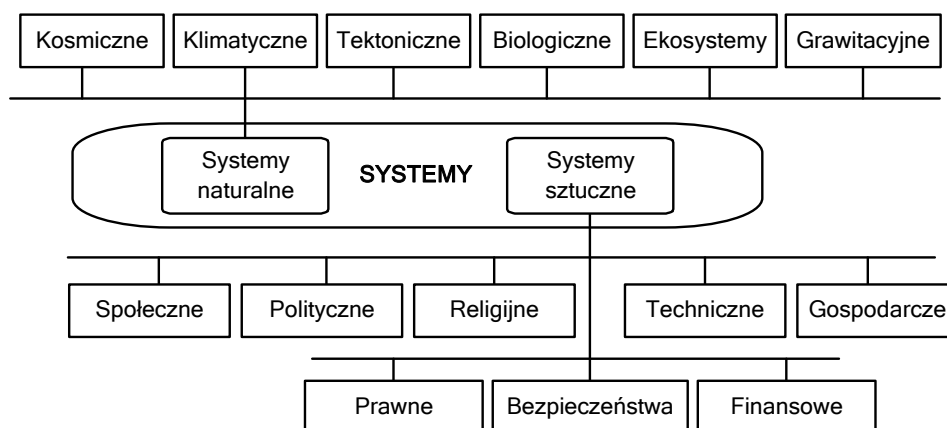 Kosmiczne Klimatyczne Tektoniczne Biologiczne Ekosystemy Grawitacyjne
Systemy
naturalne
SYSTEMY
Systemy
sztuczne
Społeczne Polityczne Religijne Techniczne Gospodarcze
Prawne Bezpieczeństwa Finansowe